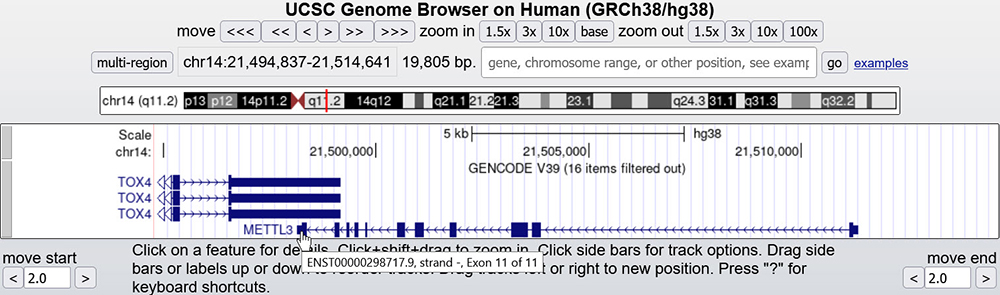 UCSC Genome Browser on Human (GRCh38/hg38)
move <<< << < > >> >>> zoom in 1.5x 3x 10x base zoom out 1.5x 3x 10x 100x
multi-region chr14:21,494,837-21,514,641 19,805 bp. gene, chromosome range, or other position, see examp go examples
chr14 (q11.2) p13 p12 14p11.2 q11.2 14q12 q21.1 21.2 21.3 23.1 q24.3 31.1 q31.3 q32.2
Scale 5 kb hg38
chr14: 21,500,000 21,505,000 21,510,000
GENCODE V39 (16 items filtered out)
TOX4
TOX4
TOX4
METTL3
move start Click on a feature for details. Click+shift+drag to zoom in. Click side bars for track options. Drag side move end
< 2.0 > bars or labels up or down to reorder tracks. Drag tracks left or right to new position. Press "?" for < 2.0 >
keyboard shortcuts.
ENST00000298717.9, strand -, Exon 11 of 11